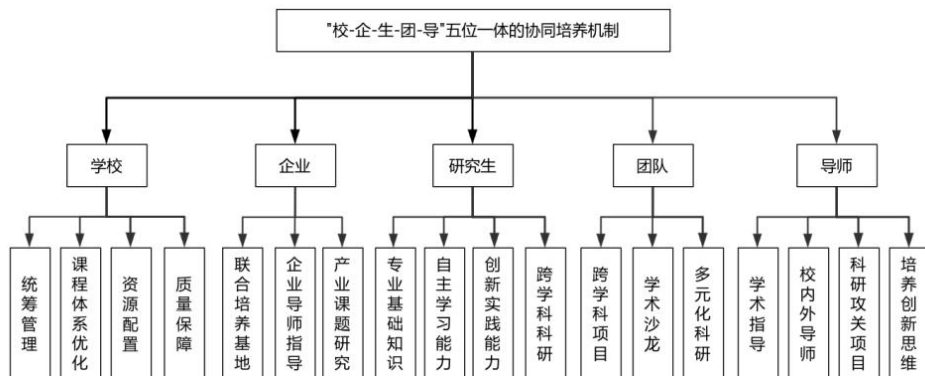 "校-企-生-团-导"五位一体的协同培养机制
学校
企业
研究生
团队
导师
统筹管理
课程体系优化
资源配置
质量保障
联合培养基地
企业导师指导
产业课题研究
专业基础知识
自主学习能力
创新实践能力
跨学科科研
跨学科项目
学术沙龙
多元化科研
学术指导
校内外导师
科研攻关项目
培养创新思维